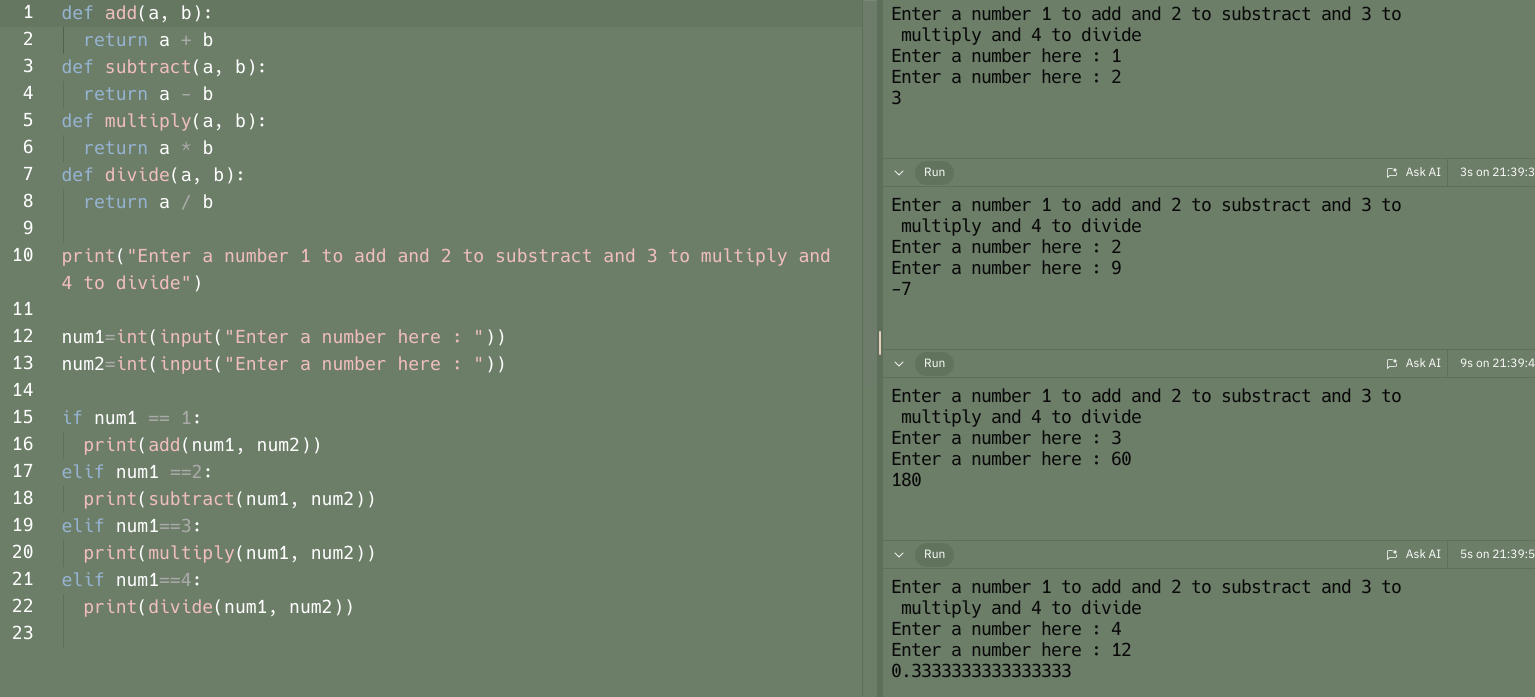 1 def add(a, b):
2 return a + b
3 def subtract(a, b):
4 return a - b
5 def multiply(a, b):
6 return a * b
7 def divide(a, b):
8 return a / b
9
10 print("Enter a number 1 to add and 2 to substract and 3 to multiply and
4 to divide")
11
12 num1=int(input("Enter a number here : "))
13 num2=int(input("Enter a number here : "))
14
15 if num1 == 1:
16 print(add(num1, num2))
17 elif num1 ==2:
18 print(subtract(num1, num2))
19 elif num1==3:
20 print(multiply(num1, num2))
21 elif num1==4:
22 print(divide(num1, num2))
23
Enter a number 1 to add and 2 to substract and 3 to
multiply and 4 to divide
Enter a number here : 1
Enter a number here : 2
3
Run Ask AI 3s on 21:39:3
Enter a number 1 to add and 2 to substract and 3 to
multiply and 4 to divide
Enter a number here : 2
Enter a number here : 9
-7
Run Ask AI 9s on 21:39:4
Enter a number 1 to add and 2 to substract and 3 to
multiply and 4 to divide
Enter a number here : 3
Enter a number here : 60
180
Run Ask AI 5s on 21:39:5
Enter a number 1 to add and 2 to substract and 3 to
multiply and 4 to divide
Enter a number here : 4
Enter a number here : 12
0.3333333333333333